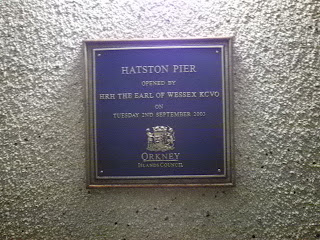 HATSTON PIER
OPENED BY
HRH THE EARL OF WESSEX KCVO
ON
TUESDAY 2ND SEPTEMBER 2003
ORKNEY
ISLANDS COUNCIL